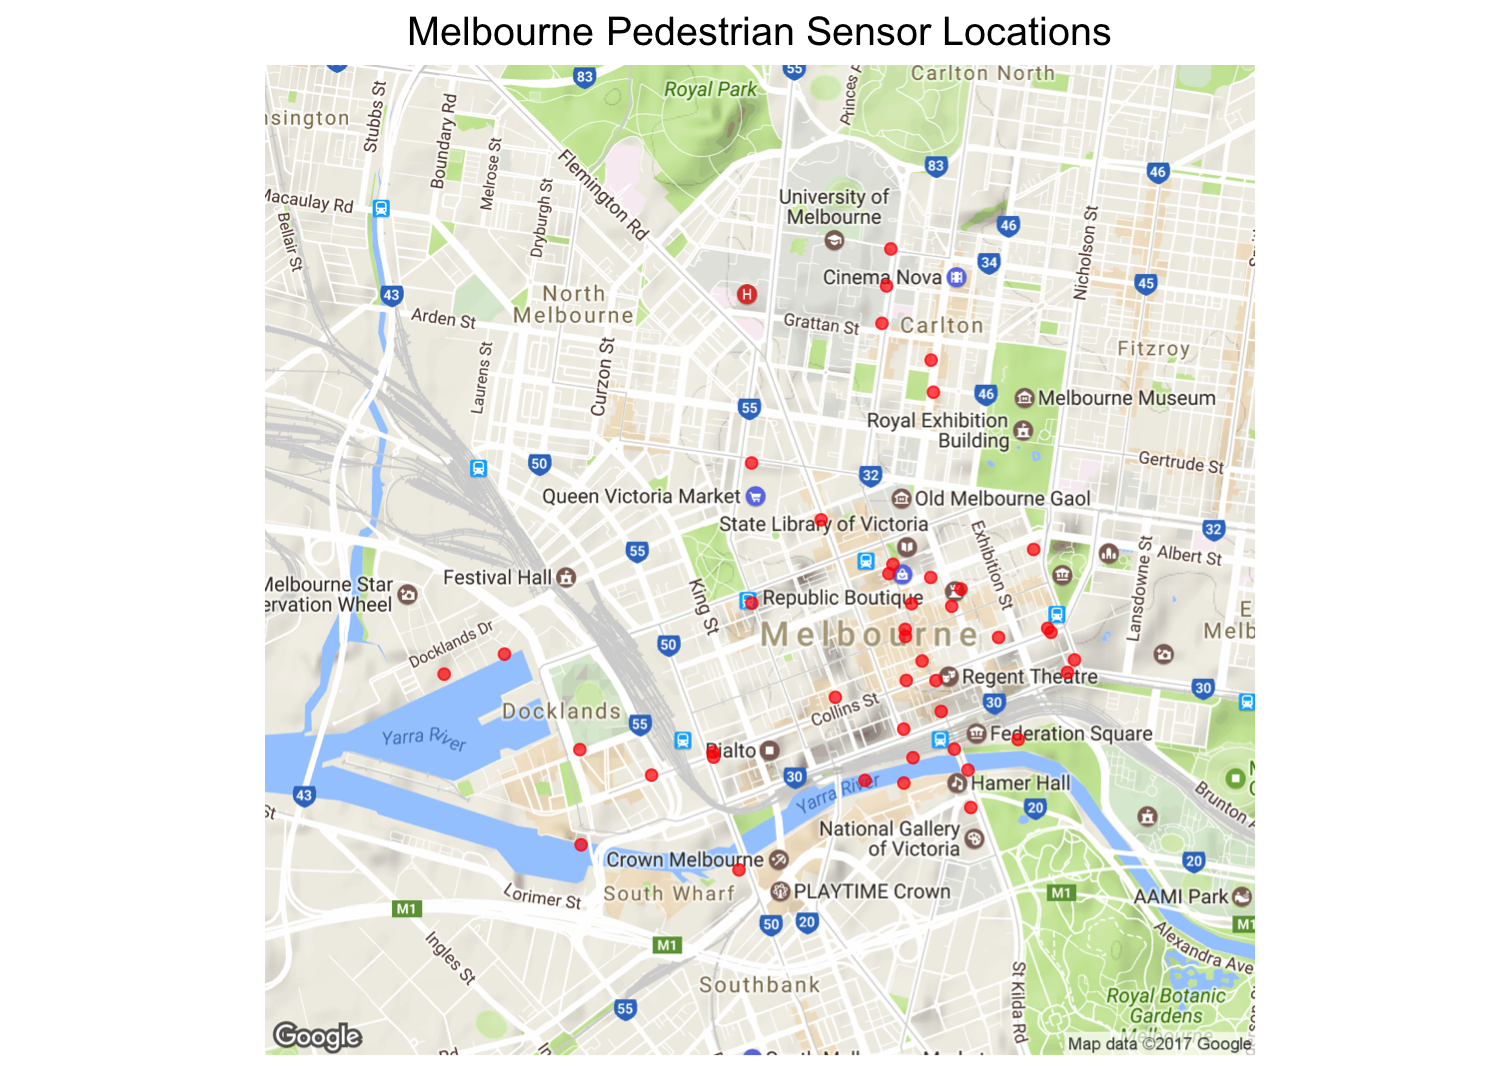 Melbourne Pedestrian Sensor Locations
55
83
Royal Park
Carlton North
Princes P
nsington
Stubbs St
Boundary Rd
Melrose St
Flemington Rd
83
46
Macaulay Rd
Dryburgh St
University of
Melbourne
Bellair St
46
Nicholson St
Cinema Nova
34
45
H
43
North
Melbourne
Arden St
Grattan St
Carlton
Fitzroy
Laurens St
Curzon St
55
46
Melbourne Museum
Royal Exhibition
Building
50
32
Gertrude St
Queen Victoria Market
Old Melbourne Gaol
State Library of Victoria
Exhibition St
32
55
Albert St
Festival Hall
Melbourne Star
ervation Wheel
King St
Republic Boutique
Lansdowne St
E
Melb
Melbourne
50
Docklands Dr
Regent Theatre
30
30
Docklands
Collins St
55
Yarra River
Federation Square
Rialto
30
43
Yarra River
Hamer Hall
20
Brunton A
St
National Gallery
of Victoria
20
Crown Melbourne
South Wharf
PLAYTIME Crown
M1
AAMI Park
Lorimer St
M1
50
20
M1
M1
Ingles St
Alexandra Ave
St Kilda Rd
Southbank
Royal Botanic
Gardens
Melbourne
55
Google
Rd
In
Map data ©2017 Google